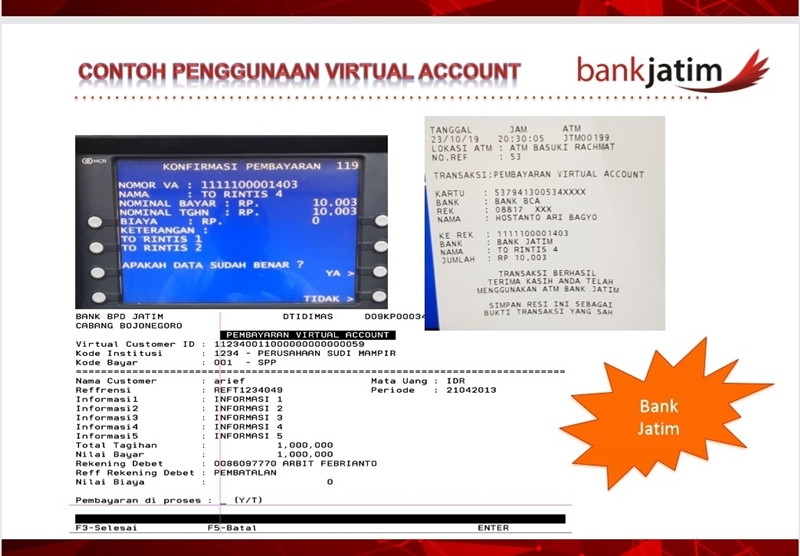 CONTOH PENGGUNAAN VIRTUAL ACCOUNT
bankjatim
NCR
KONFIRMASI PEMBAYARAN 119
NOMOR VA : 1111100001403
NAMA : TO RINTIS 4
NOMINAL BAYAR : RP. 10.003
NOMINAL TGHN : RP. 10.003
BIAYA : RP. 0
KETERANGAN :
TO RINTIS 1
TO RINTIS 2
APAKAH DATA SUDAH BENAR ?
YA >
TIDAK >
TANGGAL JAM ATM
23/10/19 20:30:05 JTM00199
LOKASI ATM : ATM BASUKI RACHMAT
NO.REF : 53
TRANSAKSI:PEMBAYARAN VIRTUAL ACCOUNT
KARTU : 537941300534XXXX
BANK : BANK BCA
REK : 08817 XXX
NAMA : HOSTANTO ARI BAGYO
KE REK : 1111100001403
BANK : BANK JATIM
NAMA : TO RINTIS 4
JUMLAH : RP 10,003
TRANSAKSI BERHASIL
TERIMA KASIH ANDA TELAH
MENGGUNAKAN ATM BANK JATIM
SIMPAN RESI INI SEBAGAI
BUKTI TRANSAKSI YANG SAH
BANK BPD JATIM DTIDIMAS D09KP00034
CABANG BOJONEGORO
PEMBAYARAN VIRTUAL ACCOUNT
Virtual Customer ID : 112340011000000000000059
Kode Institusi : 1234 - PERUSAHAAN SUDI MAMPIR
Kode Bayar : 001 - SPP
Nama Customer : arief Mata Uang : IDR
Reffrensi : REFT1234049 Periode : 21042013
Informasi1 : INFORMASI 1
Informasi2 : INFORMASI 2
Informasi3 : INFORMASI 3
Informasi4 : INFORMASI 4
Informasi5 : INFORMASI 5
Total Tagihan : 1,000,000
Nilai Bayar : 1,000,000
Rekening Debet : 0086097770 ARBIT FEBRIANTO
Reff Rekening Debet : PEMBATALAN
Nilai Biaya : 0
Pembayaran di proses : _ (Y/T)
F3-Selesai F5-Batal ENTER
Bank
Jatim